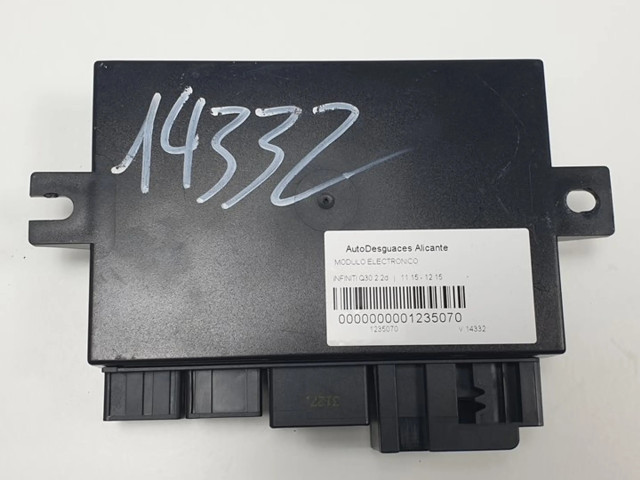 14332
AutoDesguaces Alicante
MODULO ELECTRONICO
INFINITI Q30 2.2d | 11.15 - 12.15
0000000001235070
1235070 v 14332